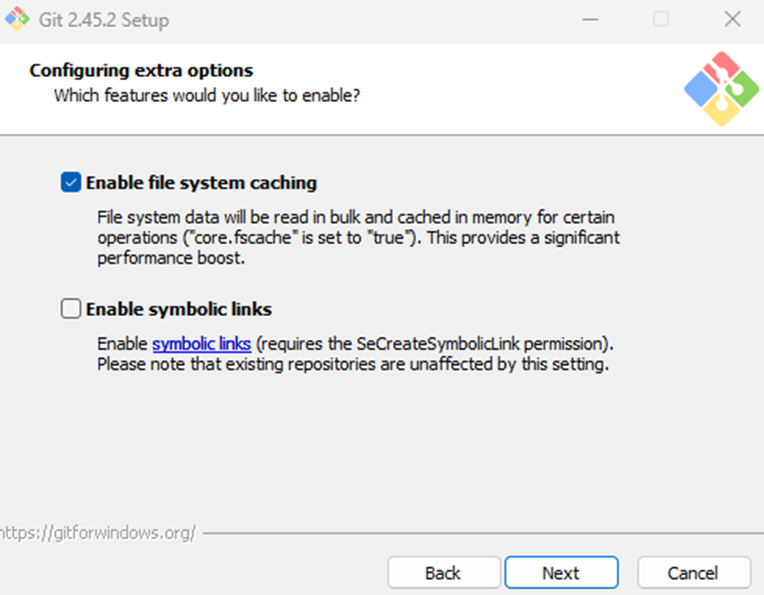 Git 2.45.2 Setup
Configuring extra options
Which features would you like to enable?
Enable file system caching
File system data will be read in bulk and cached in memory for certain
operations ("core.fscache" is set to "true"). This provides a significant
performance boost.
Enable symbolic links
Enable symbolic links (requires the SeCreateSymbolicLink permission).
Please note that existing repositories are unaffected by this setting.
https://gitforwindows.org/
Back Next Cancel